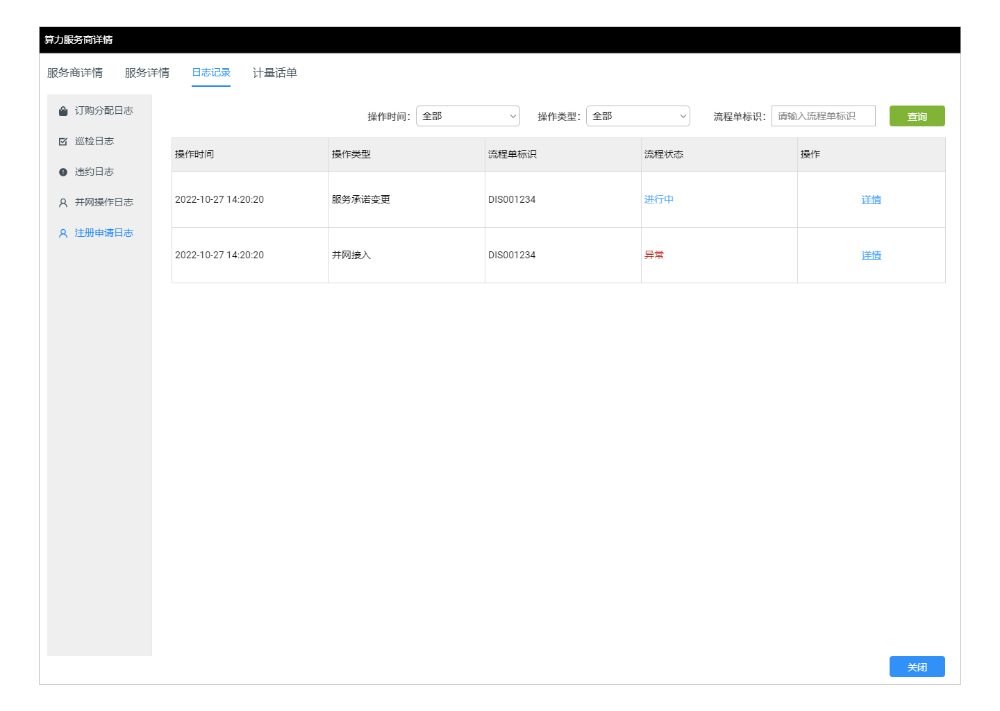 算力服务商详情
服务商详情 服务详情 日志记录 计量话单
订购分配日志
巡检日志
违约日志
并网操作日志
注册申请日志
操作时间： 全部 操作类型： 全部 流程单标识： 请输入流程单标识 查询
操作时间 操作类型 流程单标识 流程状态 操作
2022-10-27 14:20:20 服务承诺变更 DIS001234 进行中 详情
2022-10-27 14:20:20 并网接入 DIS001234 异常 详情
关闭